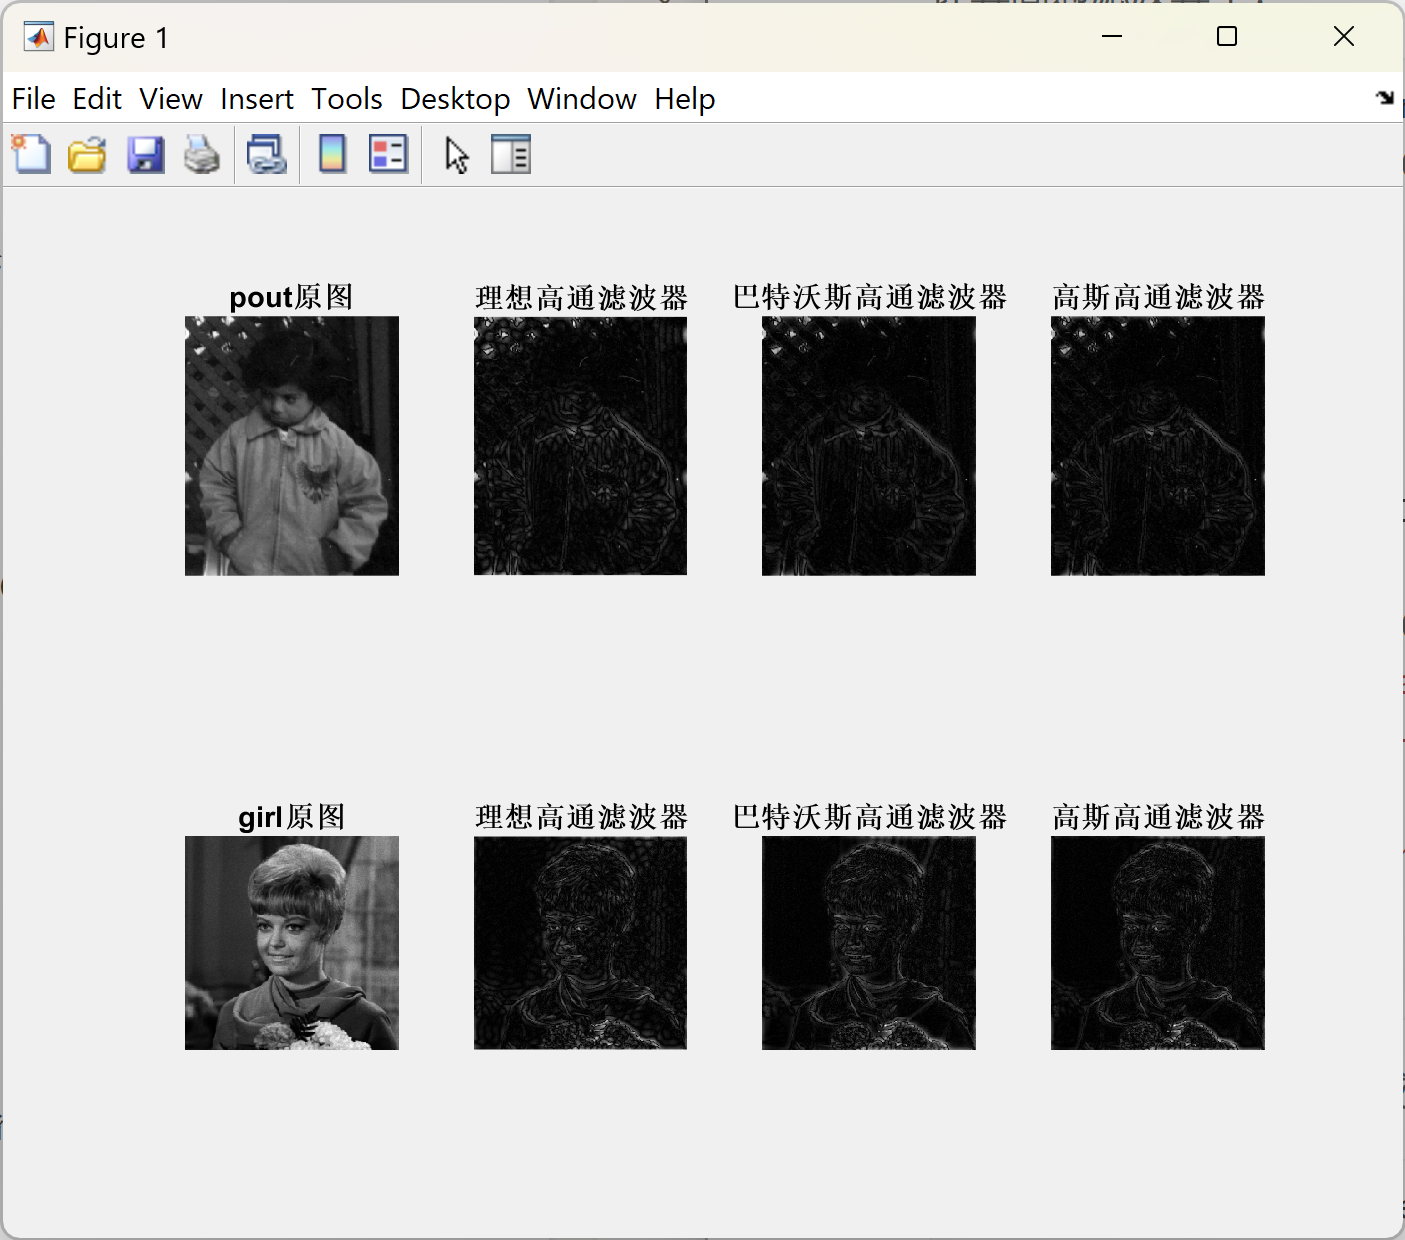 Figure 1
File Edit View Insert Tools Desktop Window Help
pout原图 理想高通滤波器 巴特沃斯高通滤波器 高斯高通滤波器
girl原图 理想高通滤波器 巴特沃斯高通滤波器 高斯高通滤波器